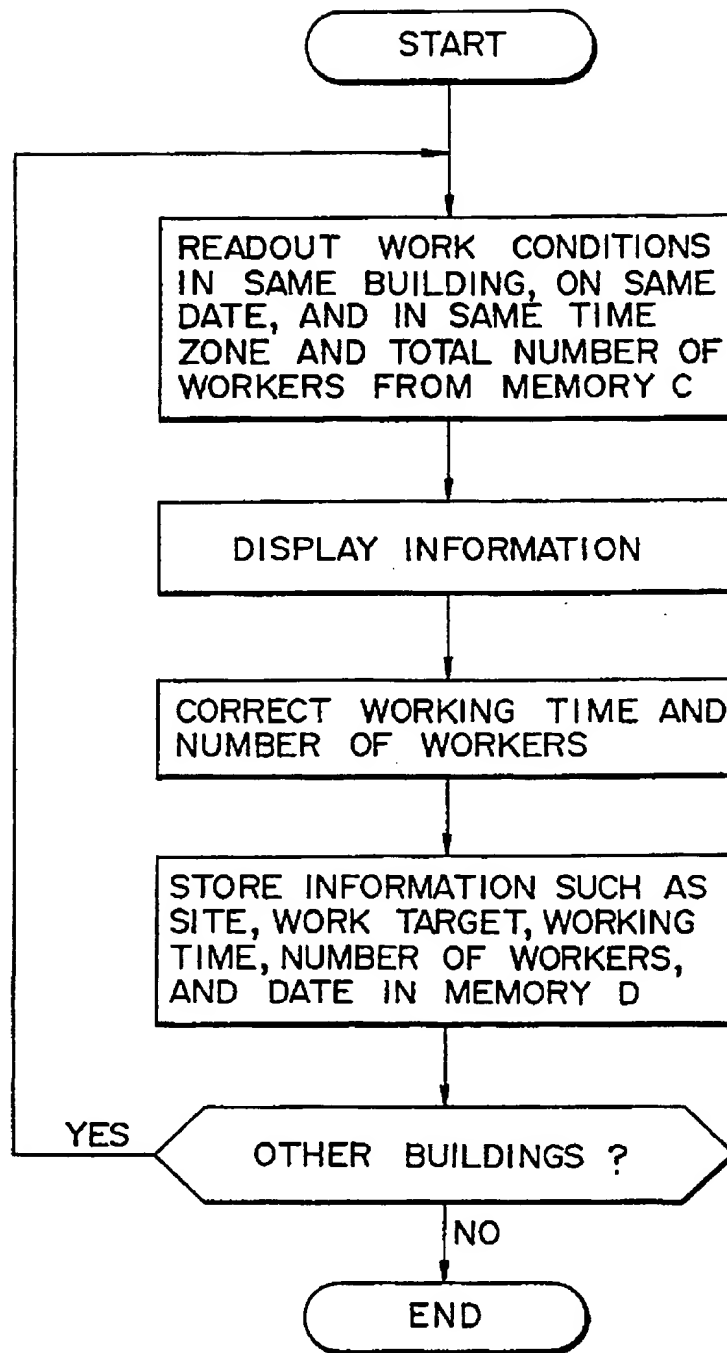 START
READOUT WORK CONDITIONS
IN SAME BUILDING, ON SAME
DATE, AND IN SAME TIME
ZONE AND TOTAL NUMBER OF
WORKERS FROM MEMORY C
DISPLAY INFORMATION
CORRECT WORKING TIME AND
NUMBER OF WORKERS
STORE INFORMATION SUCH AS
SITE, WORK TARGET, WORKING
TIME, NUMBER OF WORKERS,
AND DATE IN MEMORY D
YES
OTHER BUILDINGS ?
NO
END